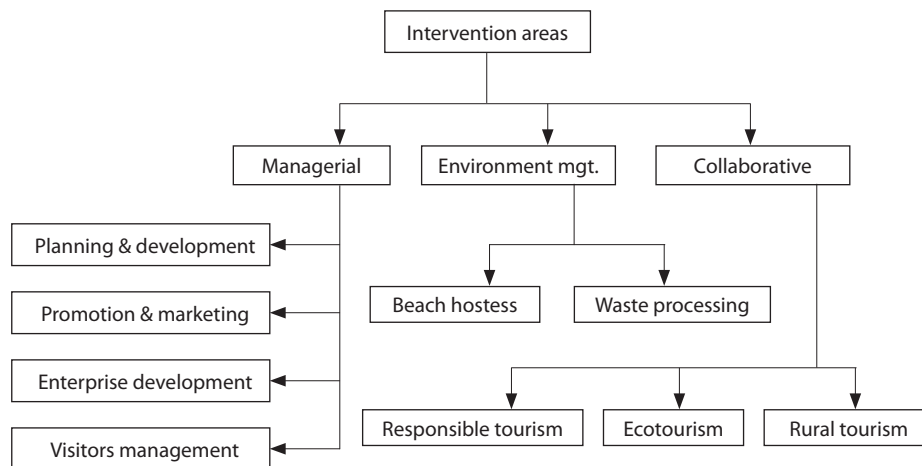 Intervention areas
Managerial
Environment mgt.
Collaborative
Planning & development
Promotion & marketing
Enterprise development
Visitors management
Beach hostess
Waste processing
Responsible tourism
Ecotourism
Rural tourism